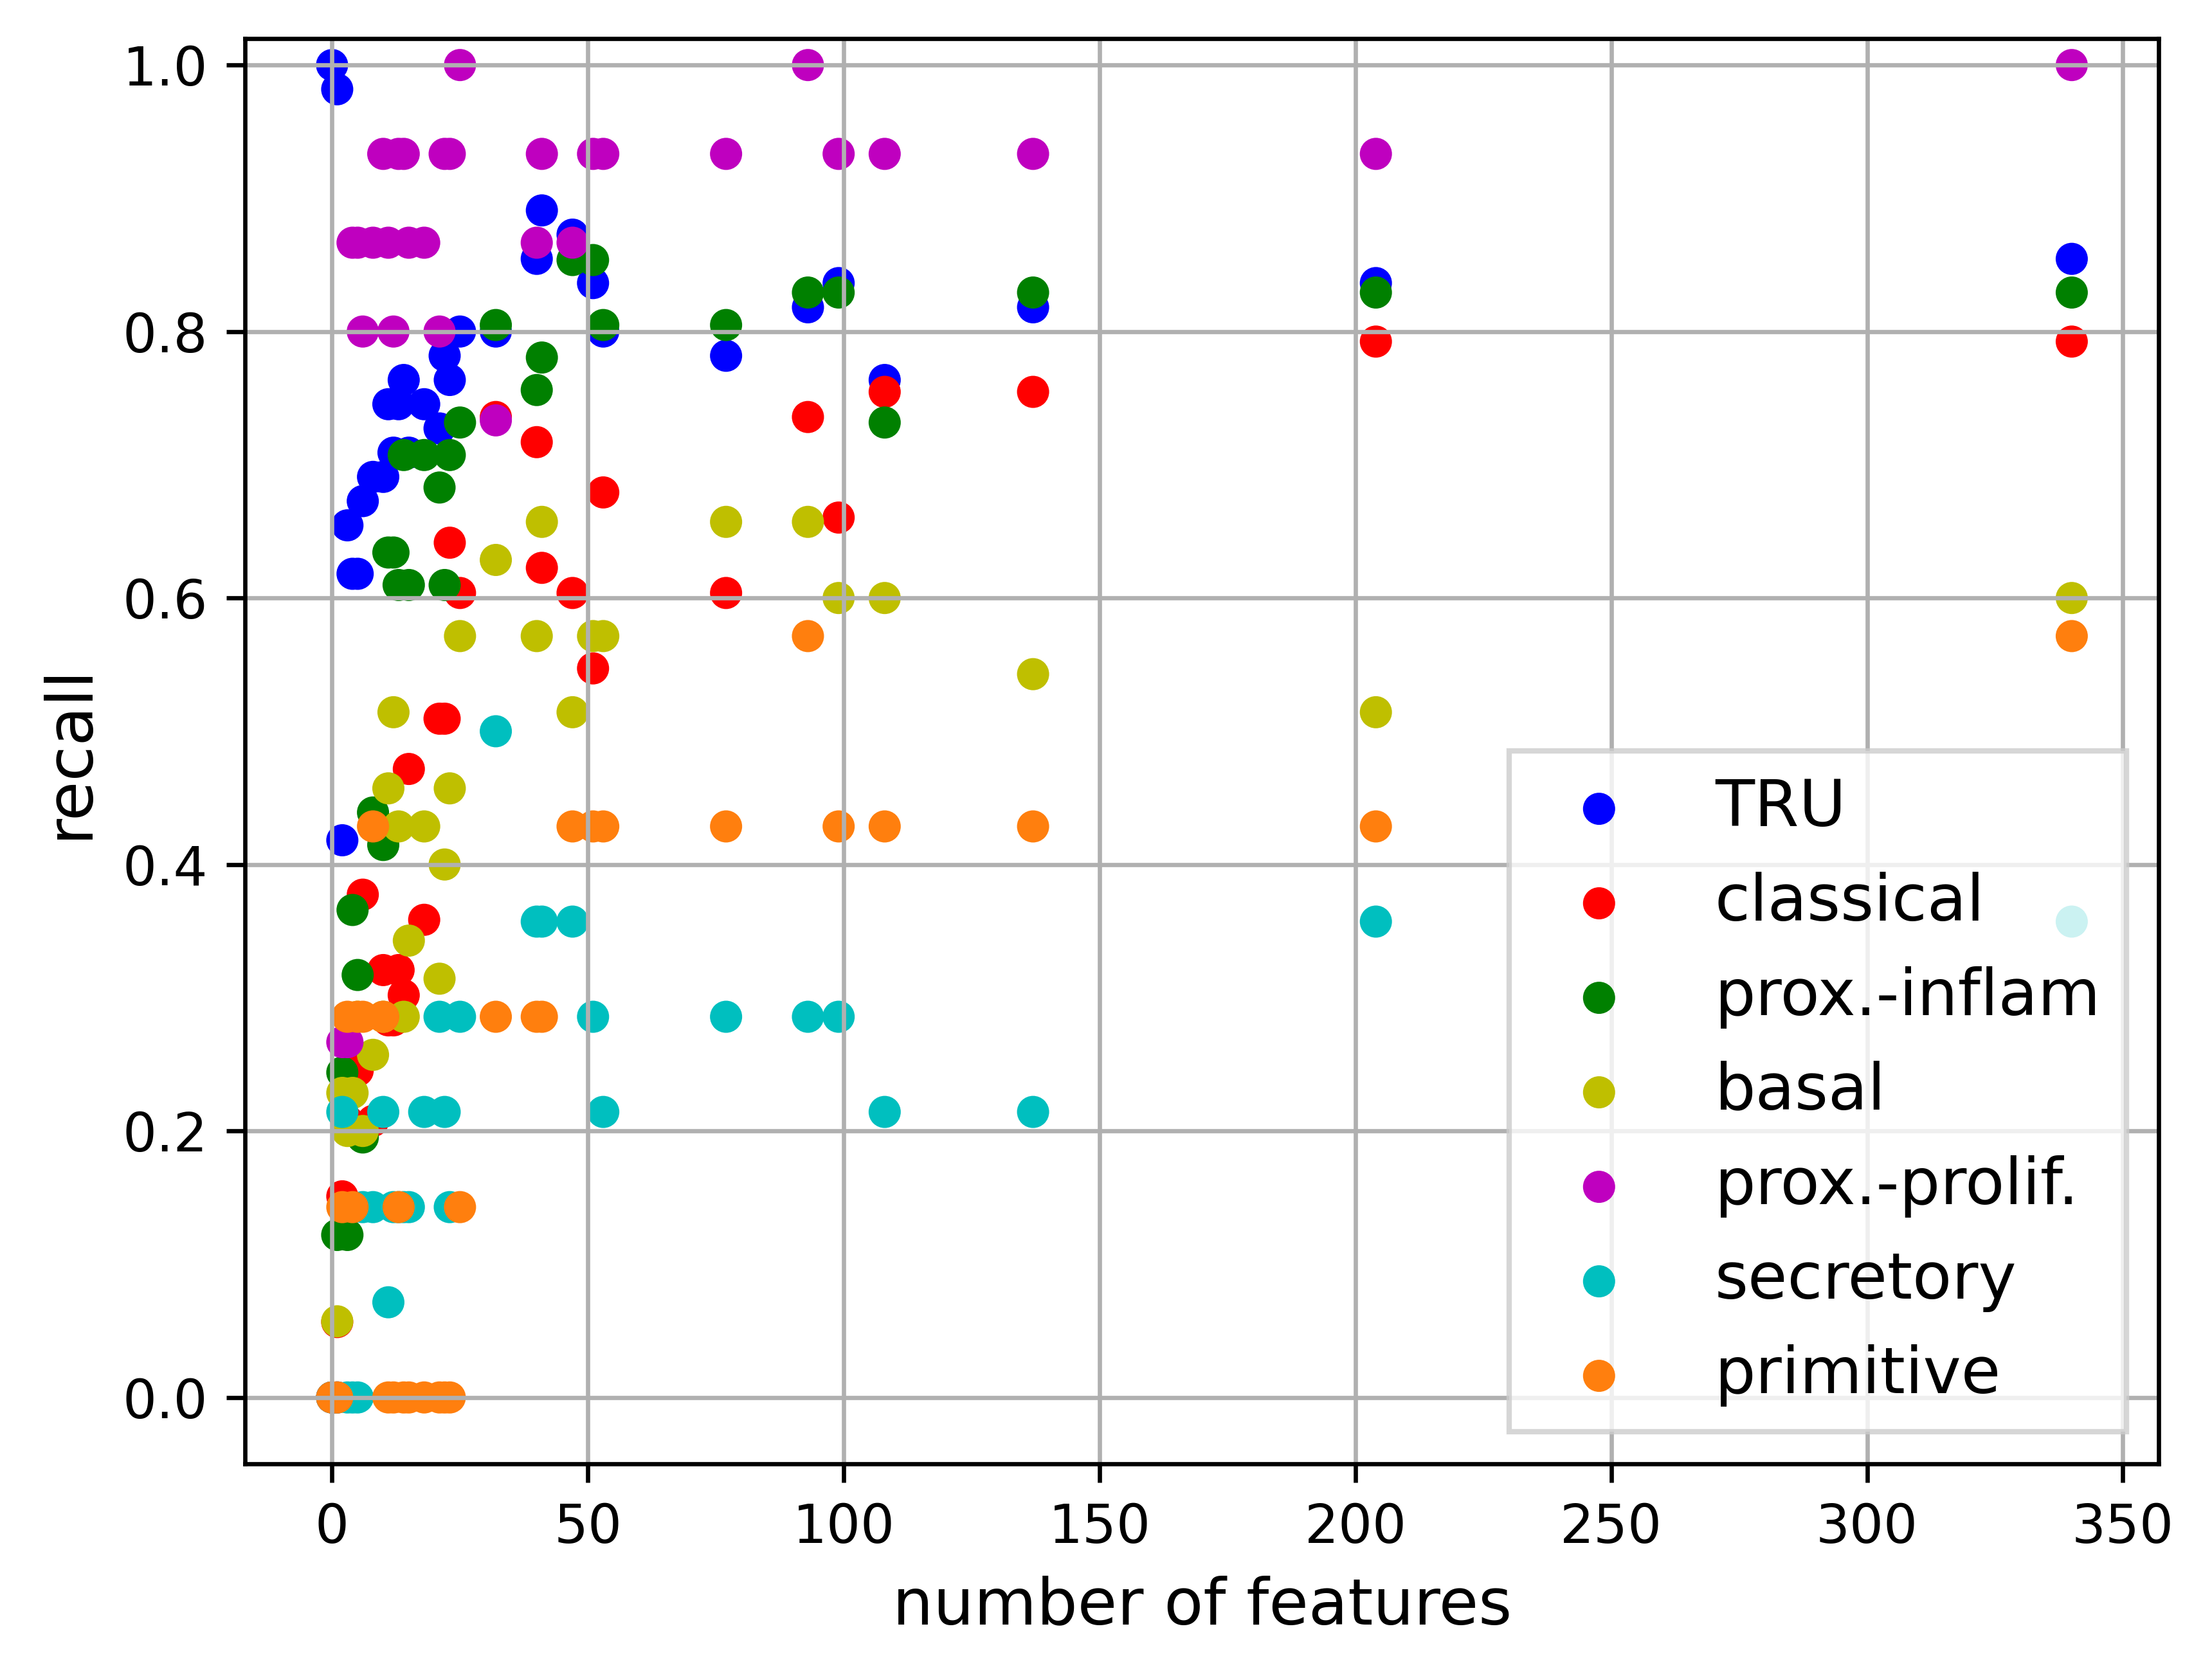 1.0
0.8
0.6
0.4
0.2
0.0
recall
0 50 100 150 200 250 300 350
number of features
TRU
classical
prox.-inflam
basal
prox.-prolif.
secretory
primitive